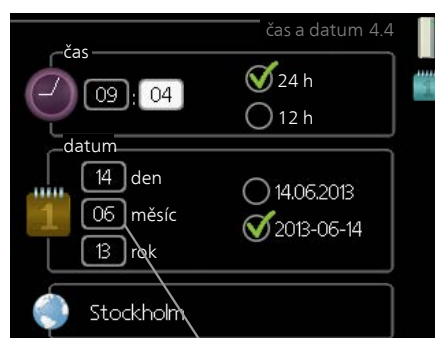 čas a datum 4.4
čas
09 : 04
24 h
12 h
datum
14 den
06 měsíc
13 rok
14.06.2013
2013-06-14
1
Stockholm